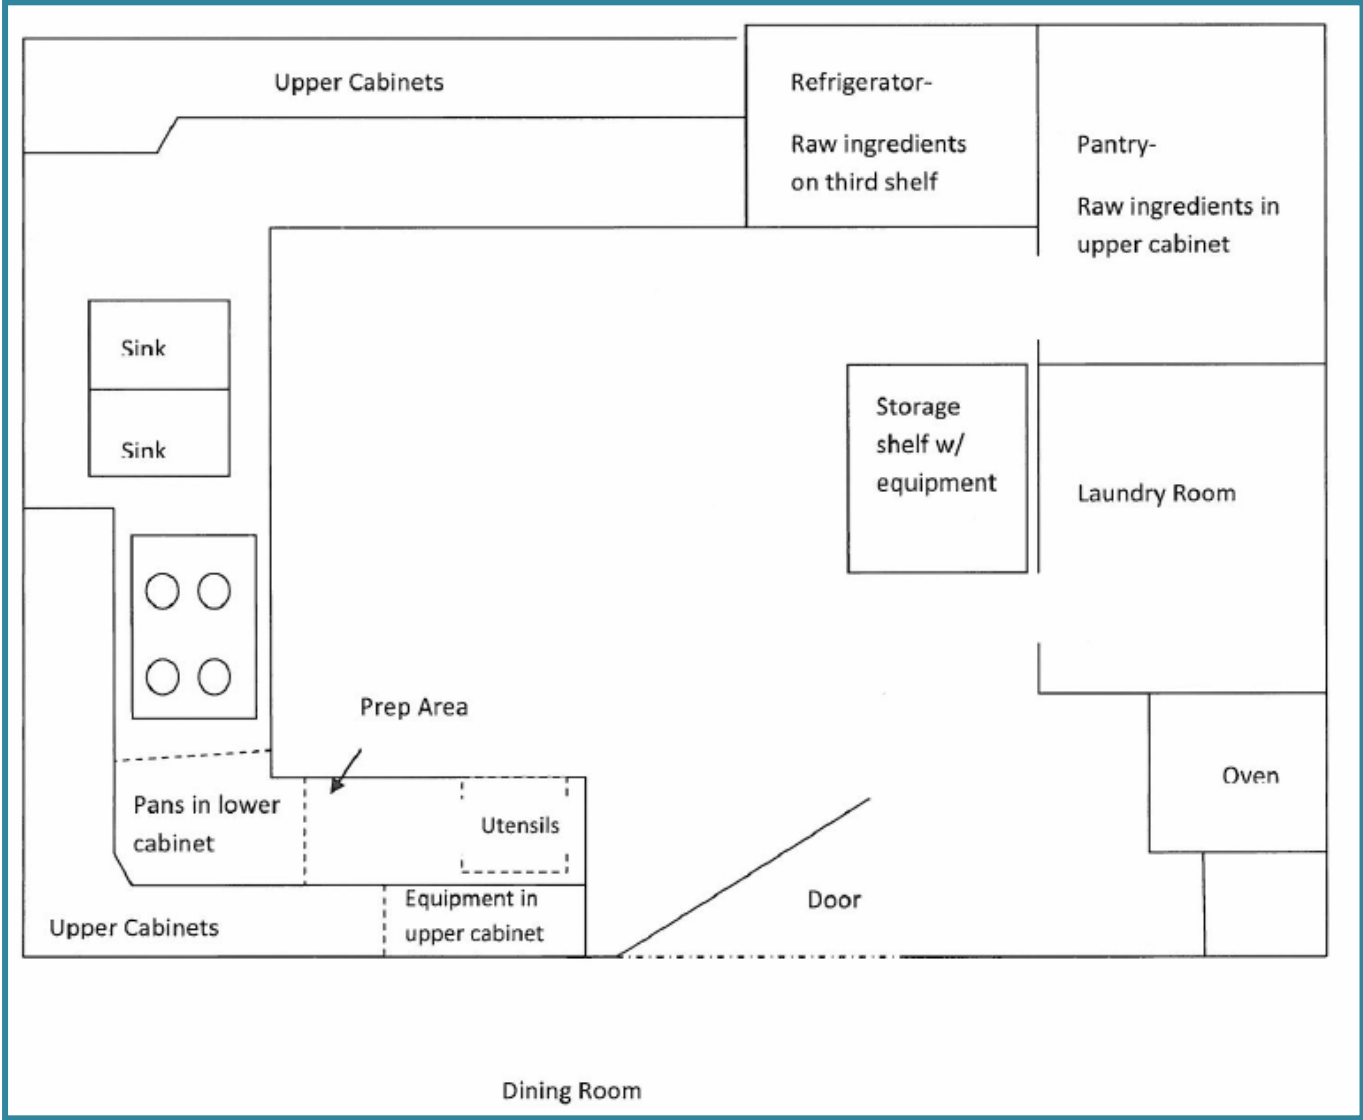 Upper Cabinets
Refrigerator-
Raw ingredients
on third shelf
Pantry-
Raw ingredients in
upper cabinet
Sink
Sink
Storage
shelf w/
equipment
Laundry Room
Prep Area
Pans in lower
cabinet
Utensils
Oven
Equipment in
upper cabinet
Upper Cabinets
Door
Dining Room